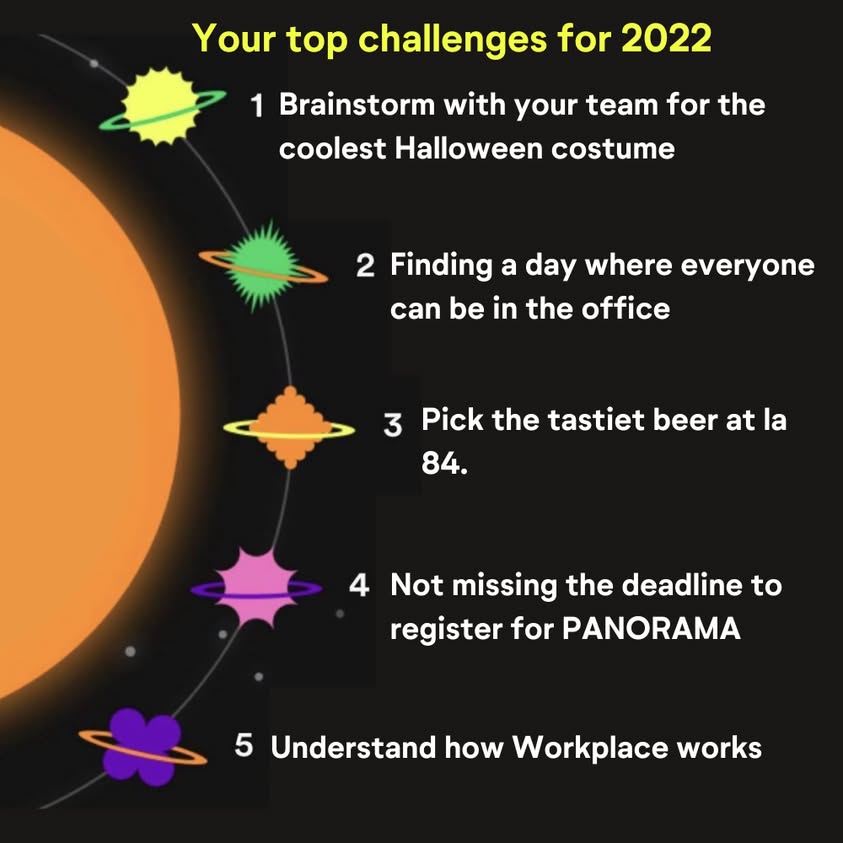 Your top challenges for 2022
1 Brainstorm with your team for the
coolest Halloween costume
2 Finding a day where everyone
can be in the office
3 Pick the tastiet beer at la
84.
4 Not missing the deadline to
register for PANORAMA
5 Understand how Workplace works